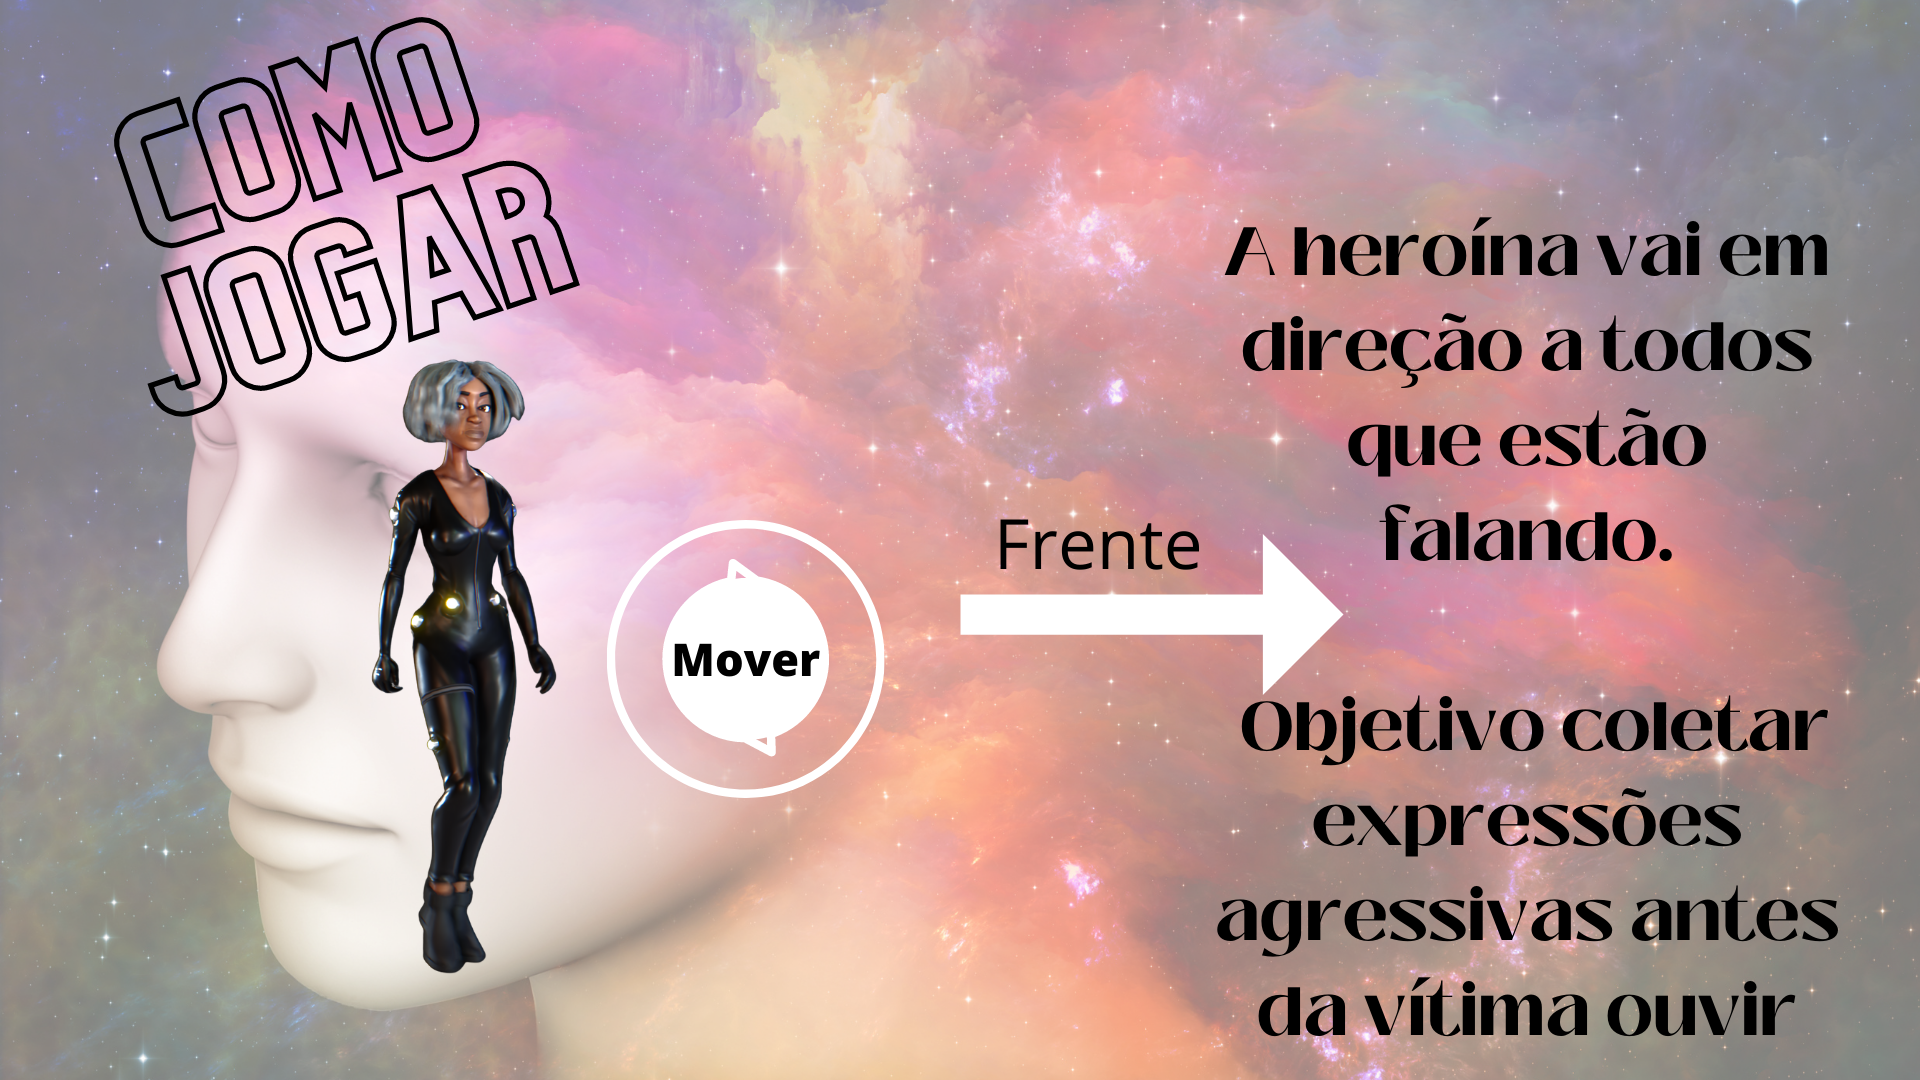 COMO
JOGAR
A heroína vai em
direção a todos
que estão
falando.
Frente
Mover
Objetivo coletar
expressões
agressivas antes
da vítima ouvir